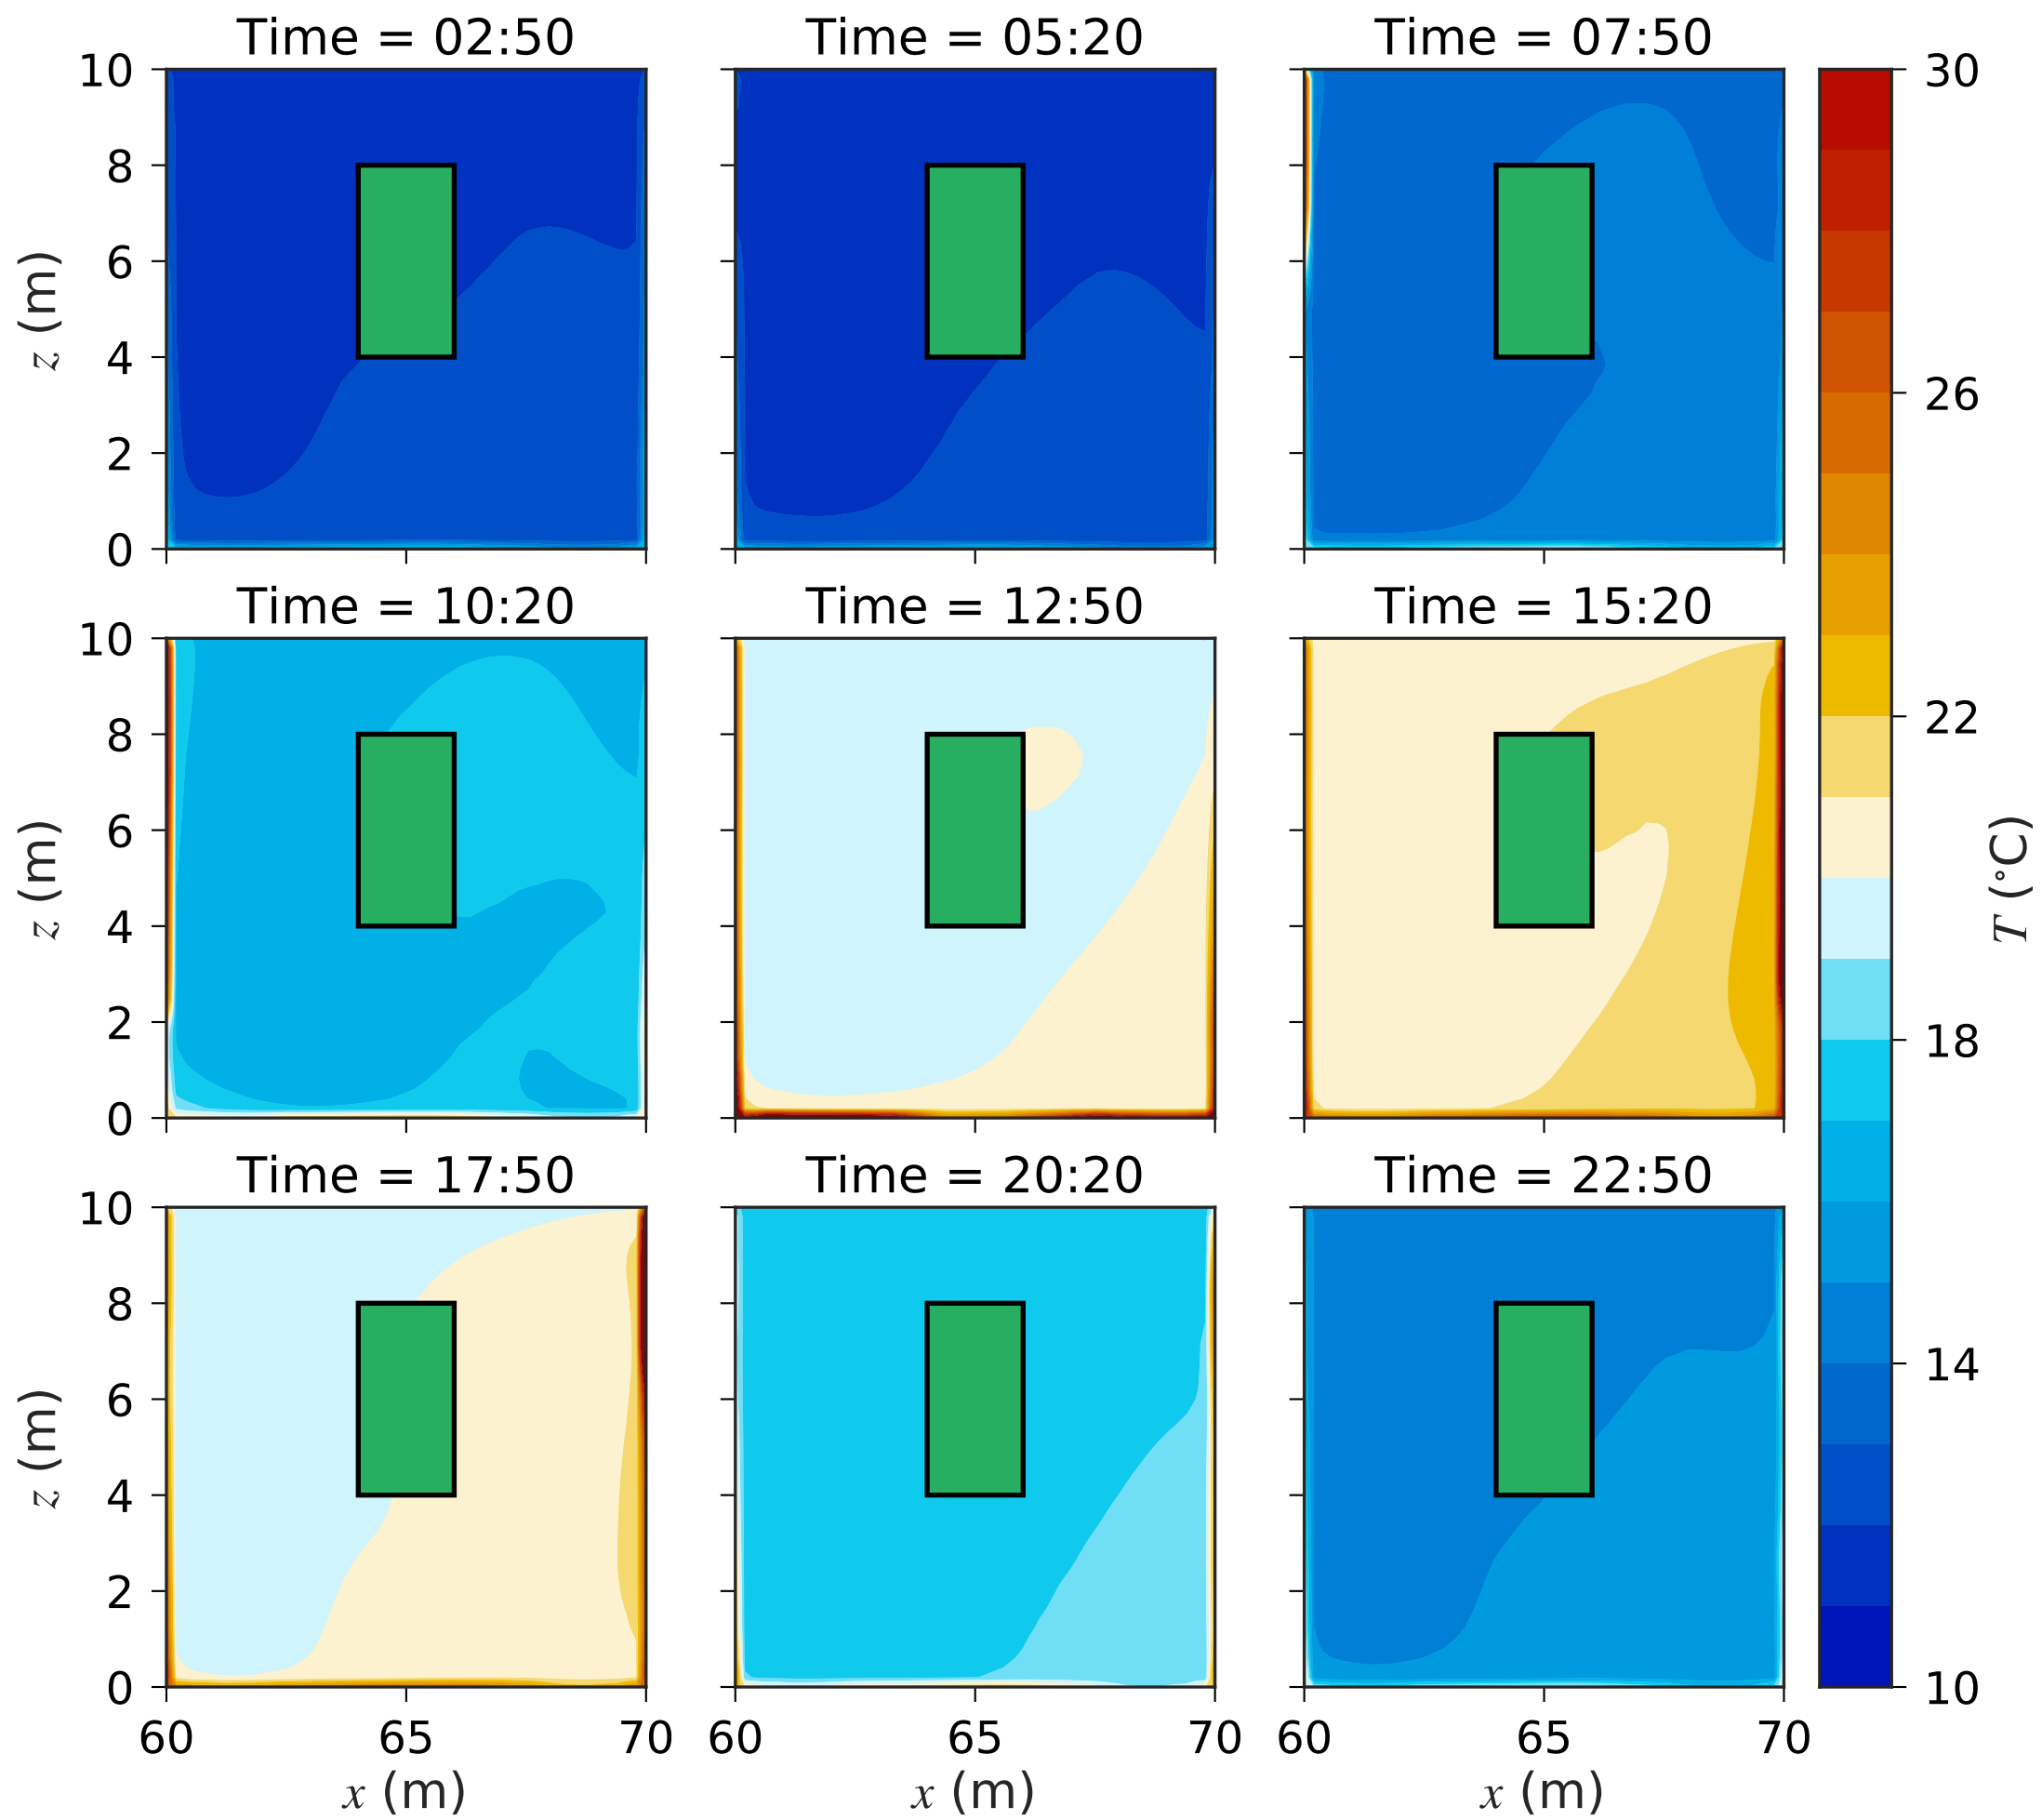 Time = 02:50
Time = 05:20
Time = 07:50
10
8
6
4
2
0
z (m)
Time = 10:20
Time = 12:50
Time = 15:20
10
8
6
4
2
0
z (m)
Time = 17:50
Time = 20:20
Time = 22:50
10
8
6
4
2
0
z (m)
60 65 70
60 65 70
60 65 70
x (m)
x (m)
x (m)
30
26
22
18
14
10
T (°C)